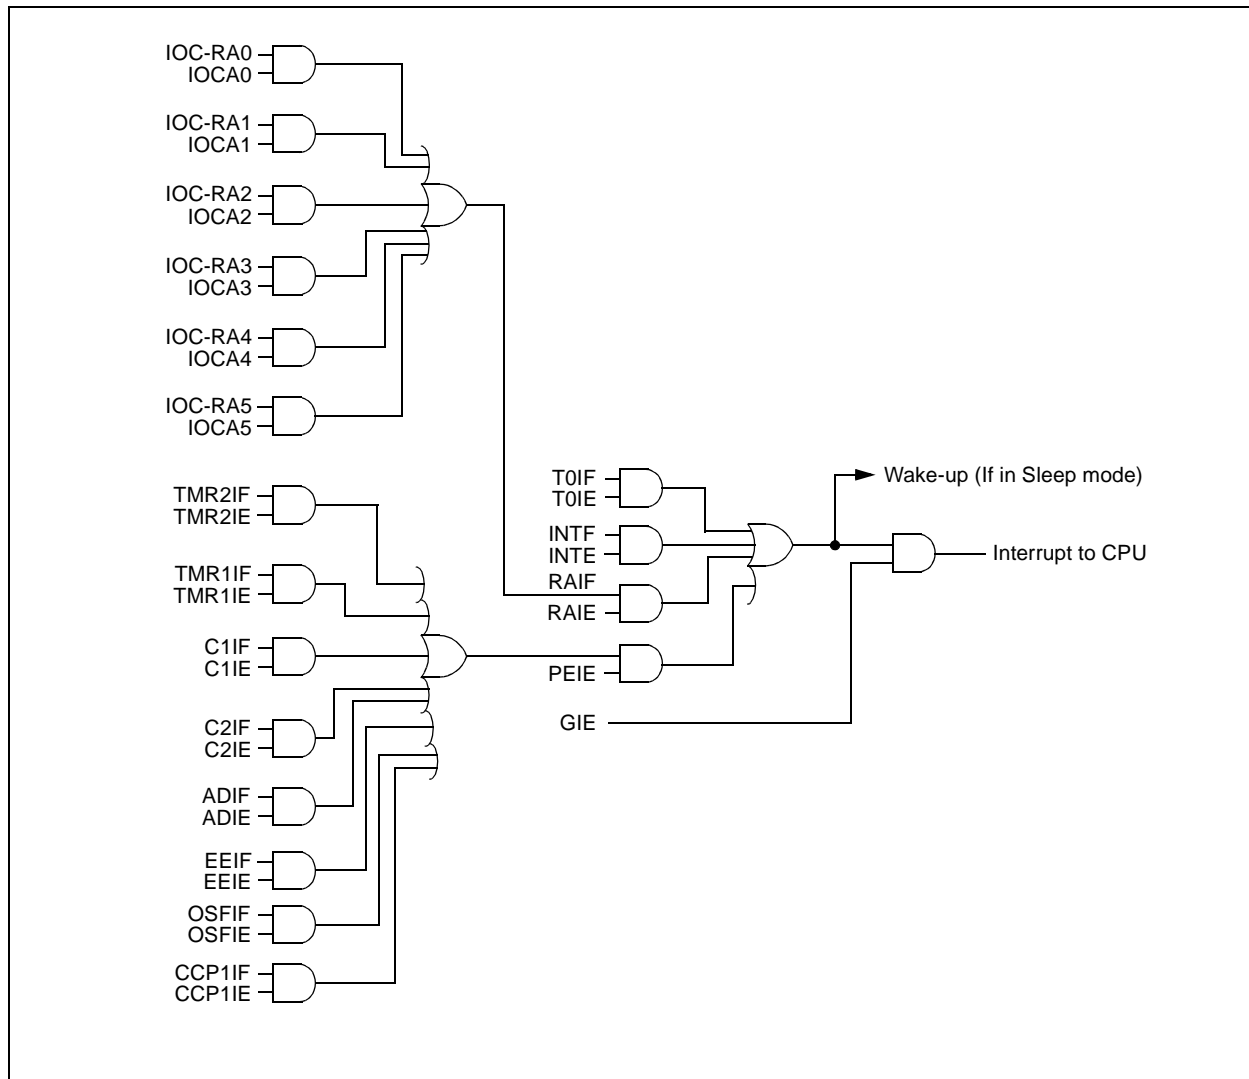 IOC-RA0
IOCA0
IOC-RA1
IOCA1
IOC-RA2
IOCA2
IOC-RA3
IOCA3
IOC-RA4
IOCA4
IOC-RA5
IOCA5
TMR2IF
TMR2IE
TMR1IF
TMR1IE
C1IF
C1IE
C2IF
C2IE
ADIF
ADIE
EEIF
EEIE
OSFIF
OSFIE
CCP1IF
CCP1IE
T0IF
T0IE
INTF
INTE
RAIF
RAIE
PEIE
GIE
Wake-up (If in Sleep mode)
Interrupt to CPU